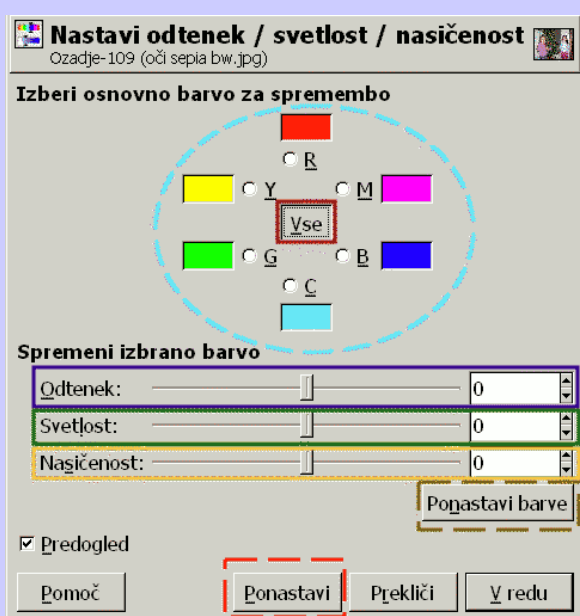 Nastavi odtenek / svetlost / nasičenost
Ozadje-109 (oči sepia bw.jpg)
Izberi osnovno barvo za spremembo
R
Y M
Vse
G B
C
Spremeni izbrano barvo
Odtenek: 0
Svetlost: 0
Nasičenost: 0
Ponastavi barve
Predogled
Pomoč Ponastavi Prekliči V redu